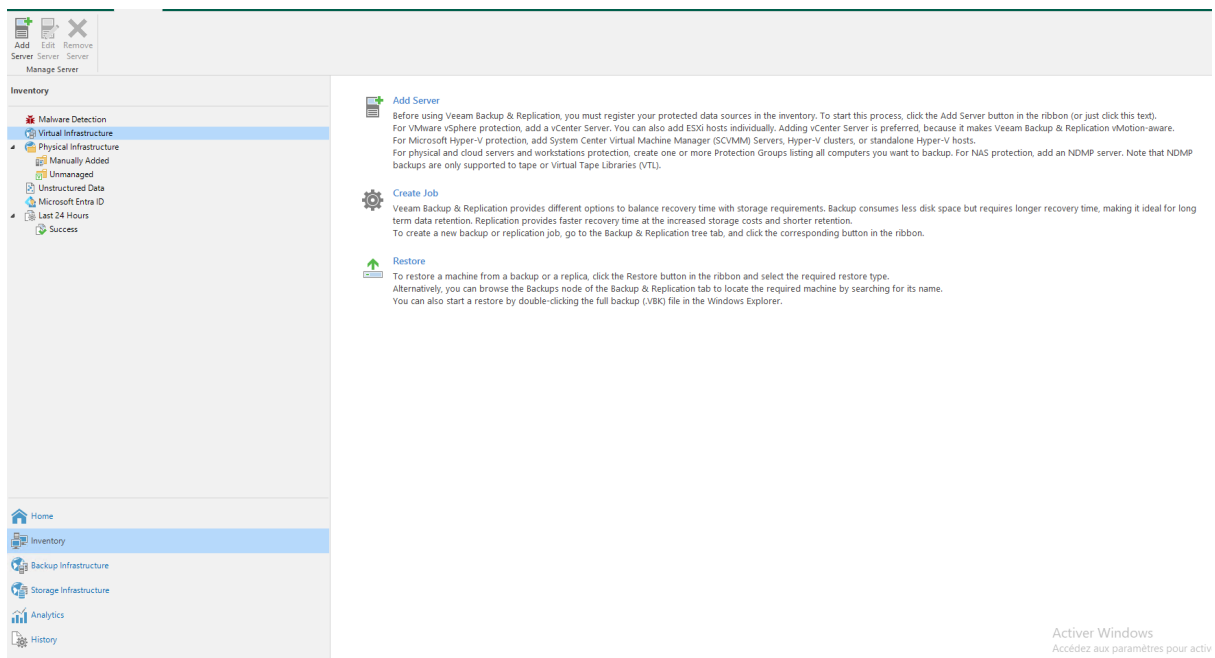 Add Server
Edit Server
Remove Server
Manage Server
Inventory
Malware Detection
Virtual Infrastructure
Physical Infrastructure
Manually Added
Unmanaged
Unstructured Data
Microsoft Entra ID
Last 24 Hours
Success
Home
Inventory
Backup Infrastructure
Storage Infrastructure
Analytics
History
Add Server
Before using Veeam Backup & Replication, you must register your protected data sources in the inventory. To start this process, click the Add Server button in the ribbon (or just click this text).
For VMware vSphere protection, add a vCenter Server. You can also add ESXi hosts individually. Adding vCenter Server is preferred, because it makes Veeam Backup & Replication vMotion-aware.
For Microsoft Hyper-V protection, add System Center Virtual Machine Manager (SCVMM) Servers, Hyper-V clusters, or standalone Hyper-V hosts.
For physical and cloud servers and workstations protection, create one or more Protection Groups listing all computers you want to backup. For NAS protection, add an NDMP server. Note that NDMP
backups are only supported to tape or Virtual Tape Libraries (VTL).
Create Job
Veeam Backup & Replication provides different options to balance recovery time with storage requirements. Backup consumes less disk space but requires longer recovery time, making it ideal for long
term data retention. Replication provides faster recovery time at the increased storage costs and shorter retention.
To create a new backup or replication job, go to the Backup & Replication tree tab, and click the corresponding button in the ribbon.
Restore
To restore a machine from a backup or a replica, click the Restore button in the ribbon and select the required restore type.
Alternatively, you can browse the Backups node of the Backup & Replication tab to locate the required machine by searching for its name.
You can also start a restore by double-clicking the full backup (.VBK) file in the Windows Explorer.
Activer Windows
Accédez aux paramètres pour activ